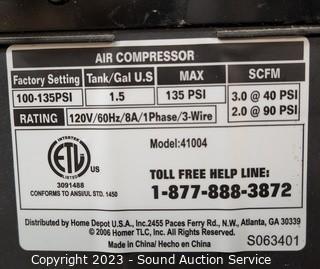 AIR COMPRESSOR
Factory Setting Tank/Gal U.S MAX SCFM
100-135PSI 1.5 135 PSI 3.0 @ 40 PSI
2.0 @ 90 PSI
RATING 120V/60Hz/8A/1Phase/3-Wire
Model:41004
INTERTEK
ETL US
LISTED
3091488
CONFORMS TO ANSI/UL STD. 1450
TOLL FREE HELP LINE:
1-877-888-3872
Distributed by Home Depot U.S.A., Inc.2455 Paces Ferry Rd., N.W., Atlanta, GA 30339
© 2006 Homer TLC, Inc. All rights reserved.
Made in China/ Hecho en China
S063401
Copyright 2023 - Sound Auction Service